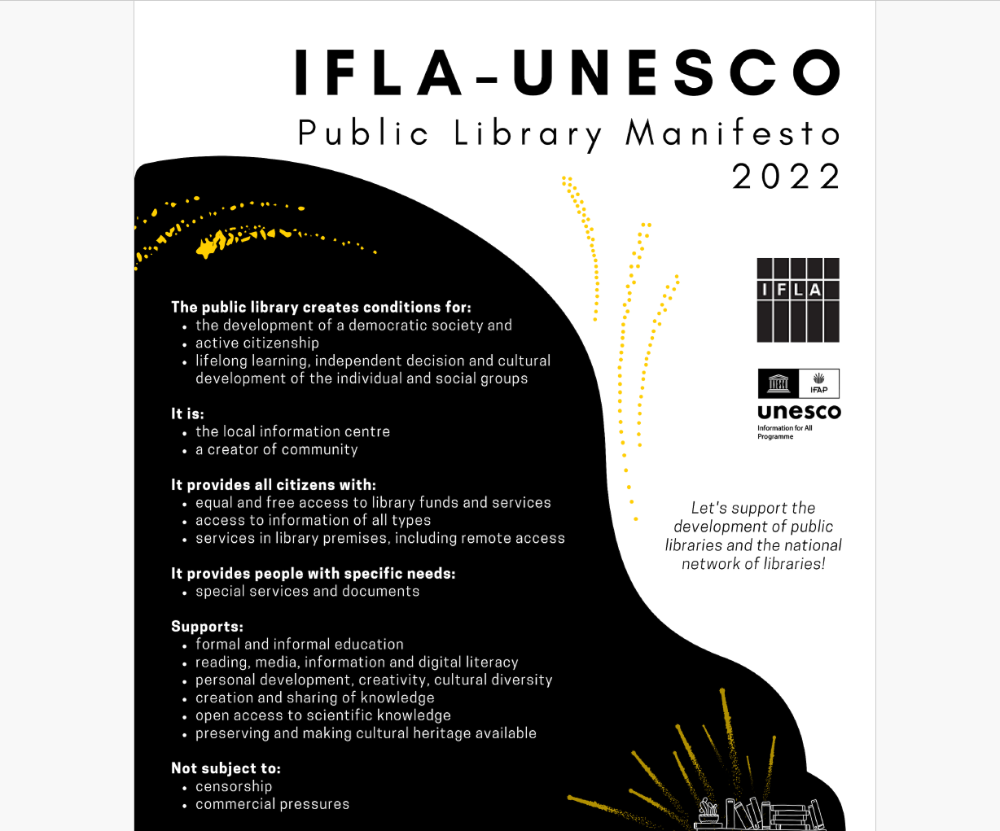 IFLA-UNESCO
Public Library Manifesto
2022
The public library creates conditions for:
• the development of a democratic society and
• active citizenship
• lifelong learning, independent decision and cultural
development of the individual and social groups
It is:
• the local information centre
• a creator of community
It provides all citizens with:
• equal and free access to library funds and services
• access to information of all types
• services in library premises, including remote access
It provides people with specific needs:
• special services and documents
Supports:
• formal and informal education
• reading, media, information and digital literacy
• personal development, creativity, cultural diversity
• creation and sharing of knowledge
• open access to scientific knowledge
• preserving and making cultural heritage available
Not subject to:
• censorship
• commercial pressures
IFLA
UNESCO
IFAP
unesco
Information for All
Programme
Let's support the
development of public
libraries and the national
network of libraries!